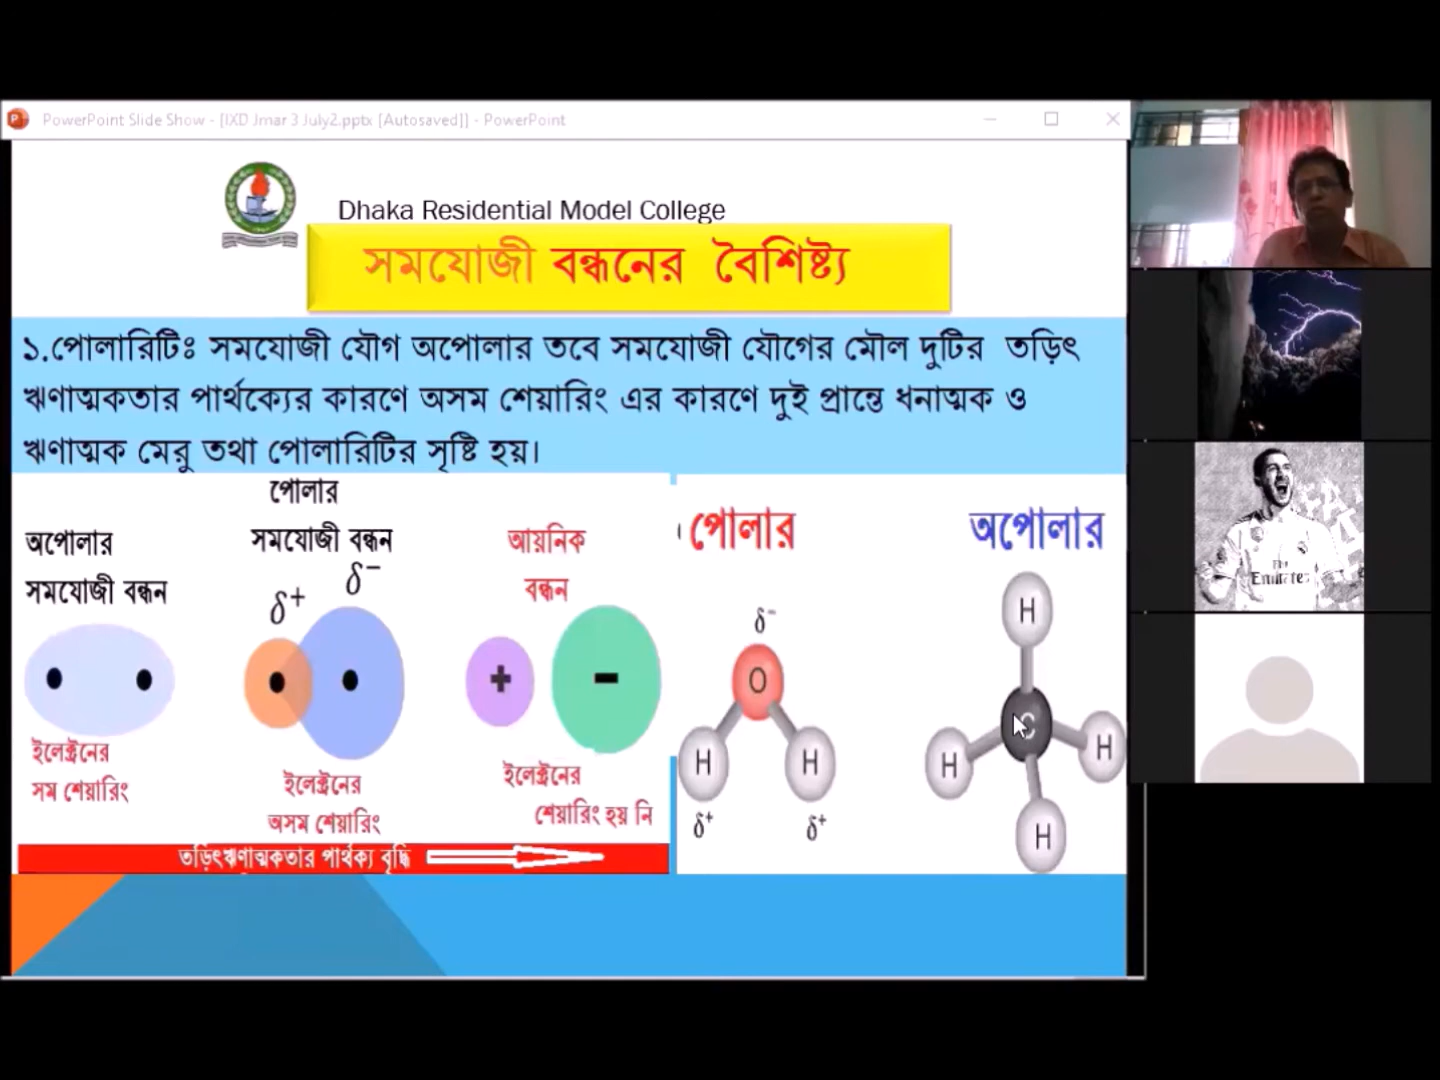 PowerPoint Slide Show - [IXD Jmar 3 July2.pptx [Autosaved]] - PowerPoint
Dhaka Residential Model College
সমযোজী বন্ধনের বৈশিষ্ট্য
১.পোলারিটিঃ সমযোজী যৌগ অপোলার তবে সমযোজী যৌগের মৌল দুটির তড়িৎ
ঋণাত্মকতার পার্থক্যের কারণে অসম শেয়ারিং এর কারণে দুই প্রান্তে ধনাত্মক ও
ঋণাত্মক মেরু তথা পোলারিটির সৃষ্টি হয়।
অপোলার
সমযোজী বন্ধন
ইলেক্ট্রনের
সম শেয়ারিং
পোলার
সমযোজী বন্ধন
δ+ δ−
ইলেক্ট্রনের
অসম শেয়ারিং
আয়নিক
বন্ধন
+ −
ইলেক্ট্রনের
শেয়ারিং হয় নি
তড়িৎঋণাত্মকতার পার্থক্য বৃদ্ধি
। পোলার
δ−
O
H H
δ+ δ+
অপোলার
H
C
H H
H
Fly
Emirates